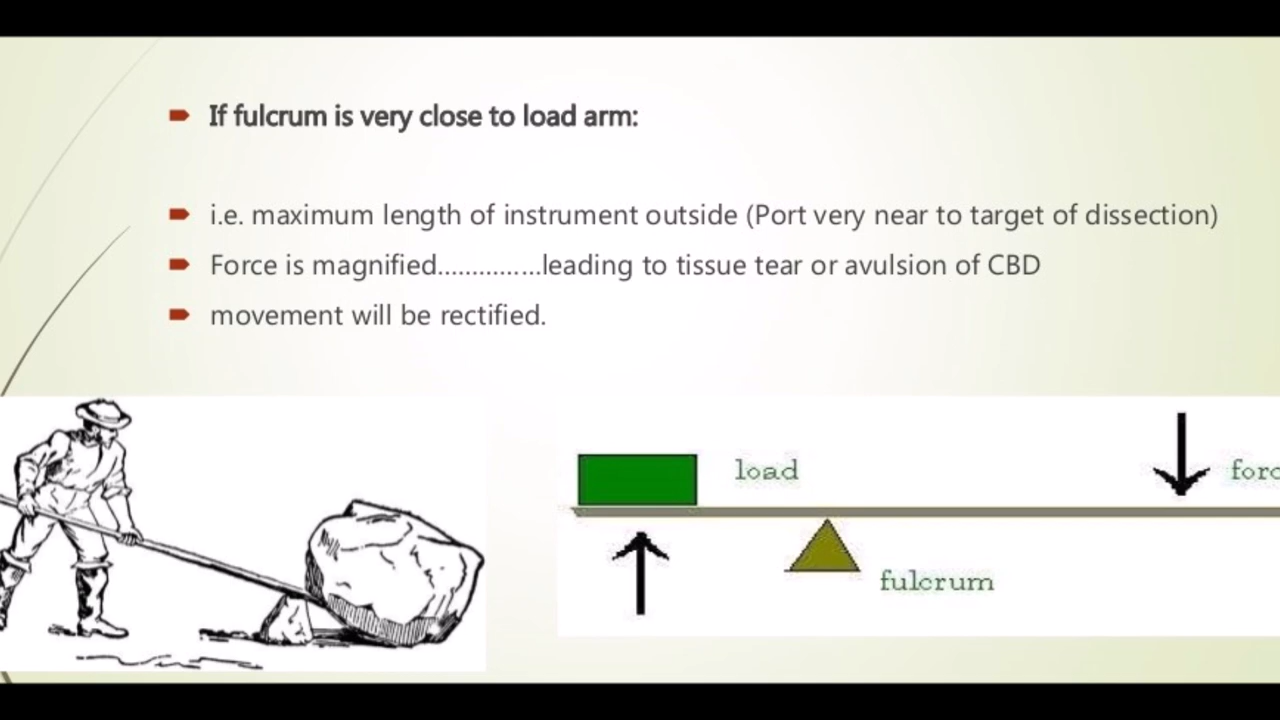 If fulcrum is very close to load arm:
i.e. maximum length of instrument outside (Port very near to target of dissection)
Force is magnified...............leading to tissue tear or avulsion of CBD
movement will be rectified.
load
forc
fulcrum